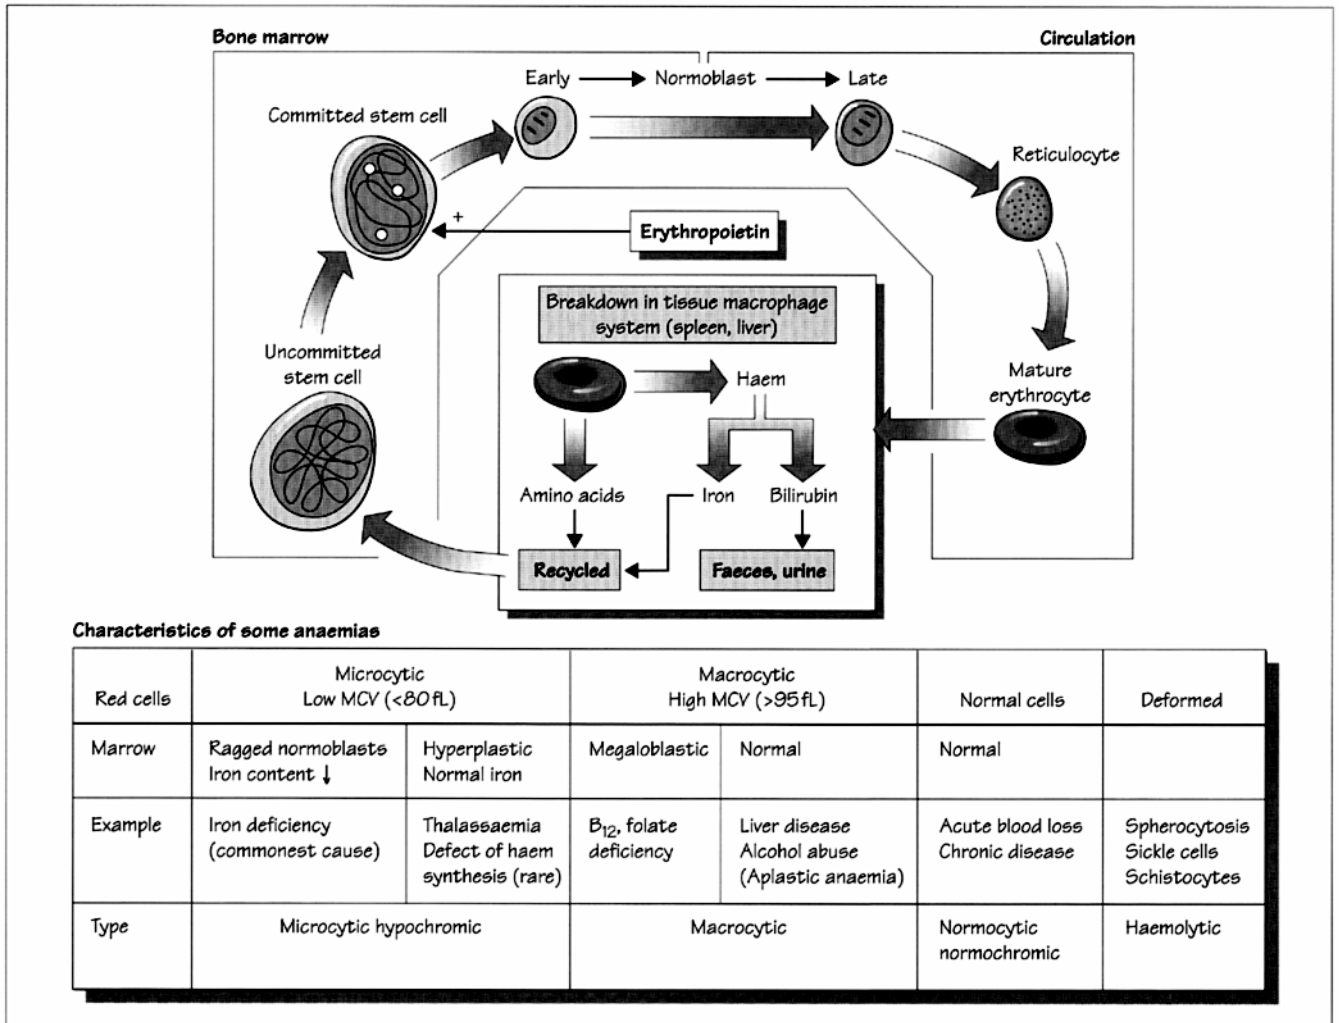 Bone marrow
Circulation
Early
Normoblast
Late
Committed stem cell
Reticulocyte
+
Erythropoietin
Breakdown in tissue macrophage
system (spleen, liver)
Uncommitted
stem cell
Haem
Mature
erythrocyte
Amino acids
Iron
Bilirubin
Recycled
Faeces, urine
Characteristics of some anaemias
Red cells
Microcytic
Low MCV (<80 fL)
Macrocytic
High MCV (>95 fL)
Normal cells
Deformed
Marrow
Ragged normoblasts
Iron content ↓
Hyperplastic
Normal iron
Megaloblastic
Normal
Normal
Example
Iron deficiency
(commonest cause)
Thalassaemia
Defect of haem
synthesis (rare)
B12, folate
deficiency
Liver disease
Alcohol abuse
(Aplastic anaemia)
Acute blood loss
Chronic disease
Spherocytosis
Sickle cells
Schistocytes
Type
Microcytic hypochromic
Macrocytic
Normocytic
normochromic
Haemolytic